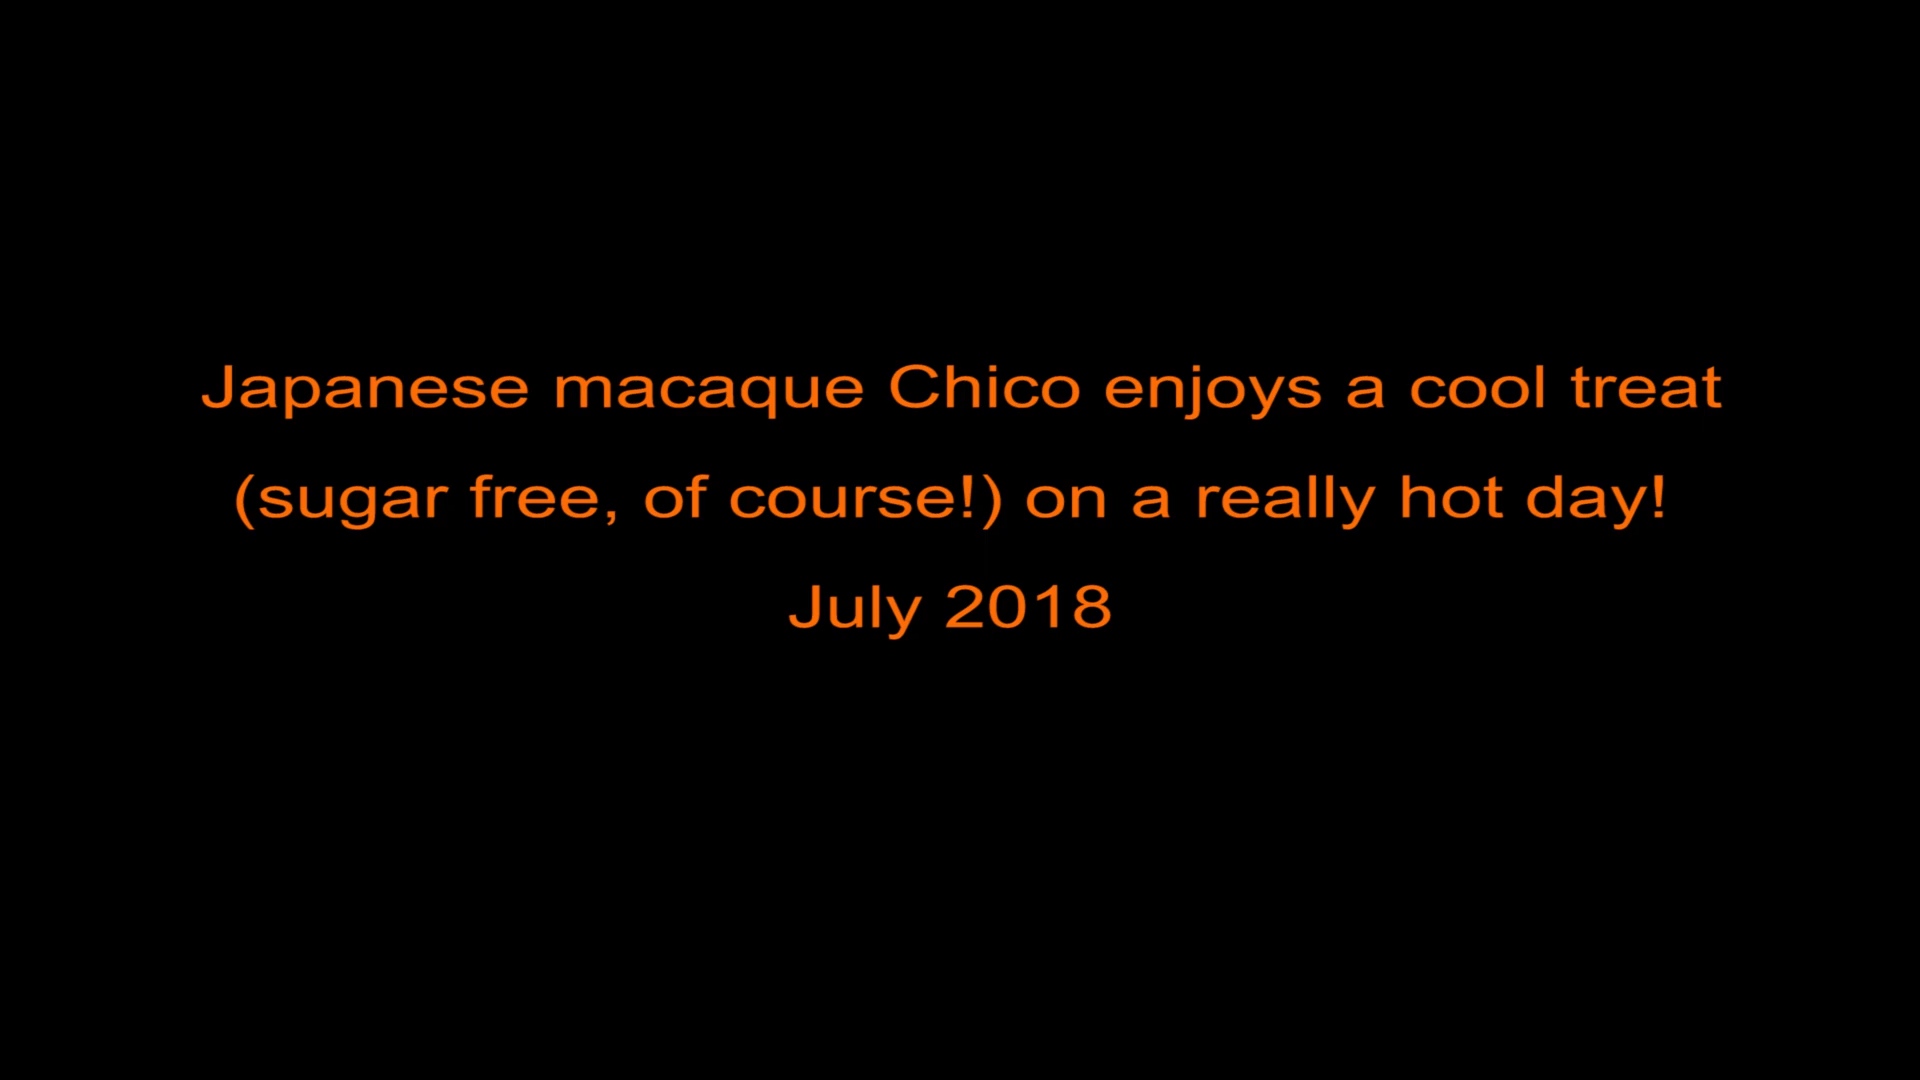 Japanese macaque Chico enjoys a cool treat
(sugar free, of course!) on a really hot day!
July 2018